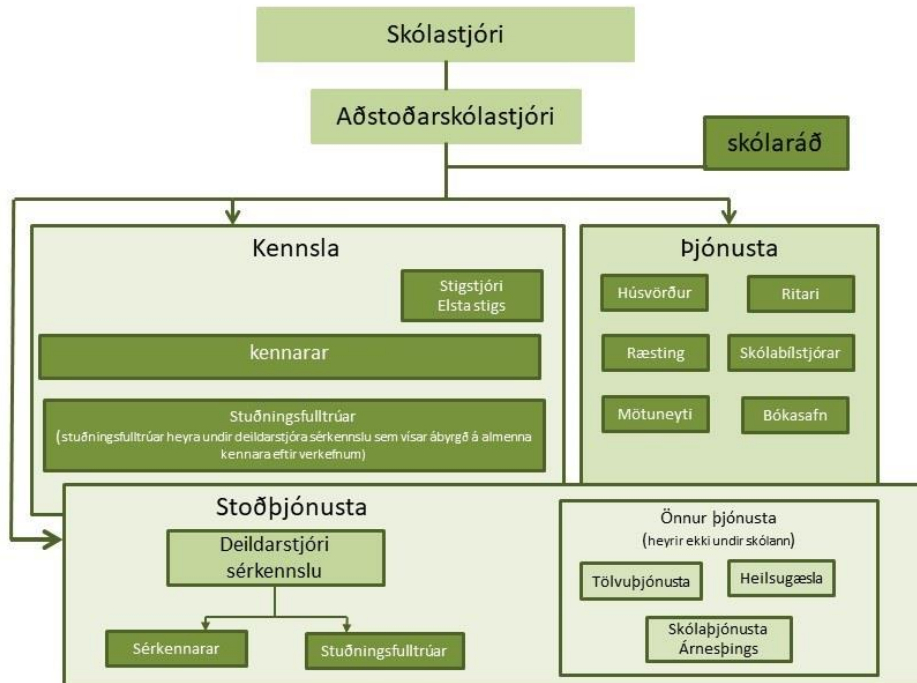 Skólastjóri
Aðstoðarskólastjóri
skólaráð
Kennsla
Stigstjóri
Elsta stigs
kennarar
Stuðningsfulltrúar
(stuðningsfulltrúar heyra undir deildarstjóra sérkennslu sem vísar ábyrgð á almenna
kennara eftir verkefnum)
Þjónusta
Húsvörður
Ritari
Ræsting
Skólabílstjórar
Mötuneyti
Bókasafn
Stoðþjónusta
Deildarstjóri
sérkennslu
Sérkennarar
Stuðningsfulltrúar
Önnur þjónusta
(heyrir ekki undir skólann)
Tölvuþjónusta
Heilsugæsla
Skólaþjónusta
Árnesþings